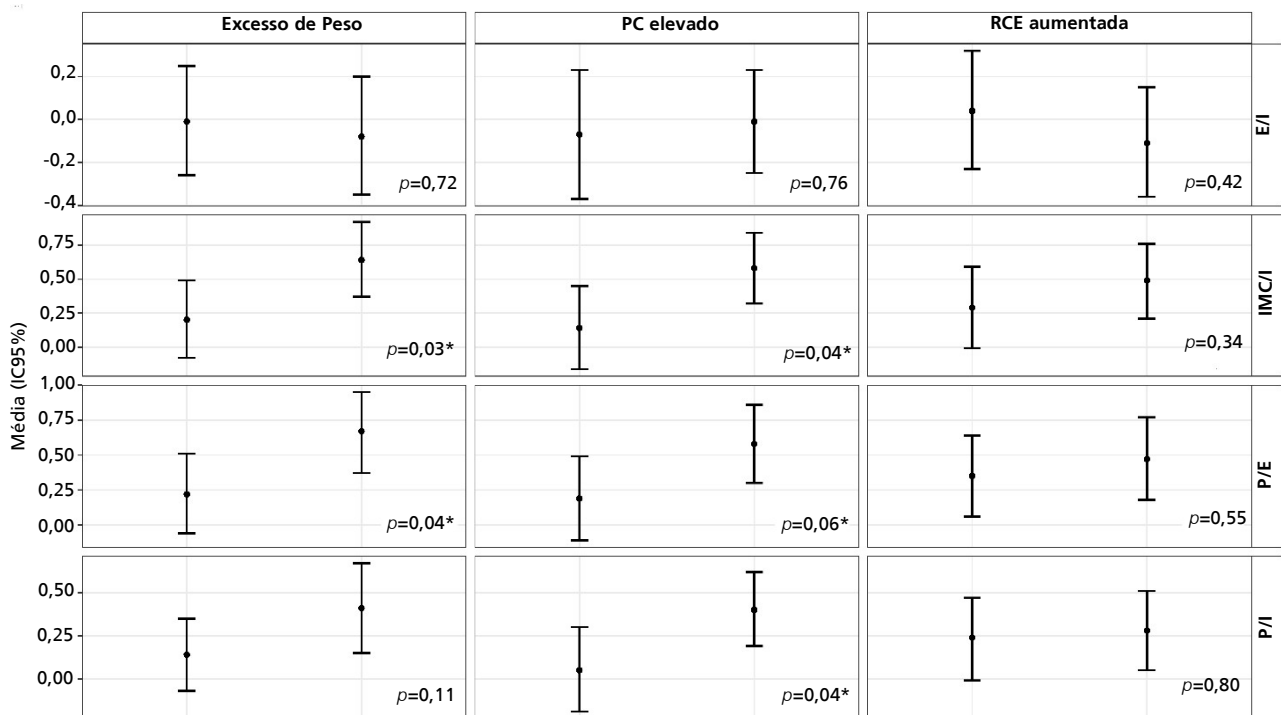 Excesso de Peso PC elevado RCE aumentada
Média (IC95%)
0,2
0,0
-0,2
-0,4
p=0,72 p=0,76 p=0,42
E/I
0,75
0,50
0,25
0,00
p=0,03* p=0,04* p=0,34
IMC/I
1,00
0,75
0,50
0,25
0,00
p=0,04* p=0,06* p=0,55
P/E
0,50
0,25
0,00
p=0,11 p=0,04* p=0,80
P/I